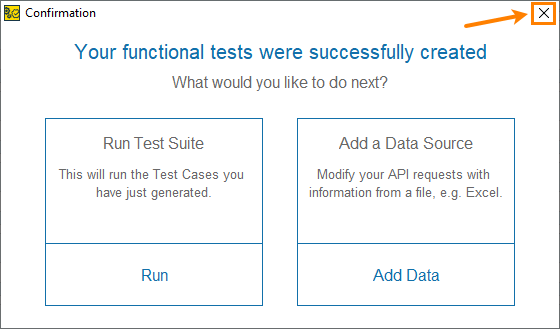 Confirmation
Your functional tests were successfully created
What would you like to do next?
Run Test Suite
This will run the Test Cases you
have just generated.
Run
Add a Data Source
Modify your API requests with
information from a file, e.g. Excel.
Add Data